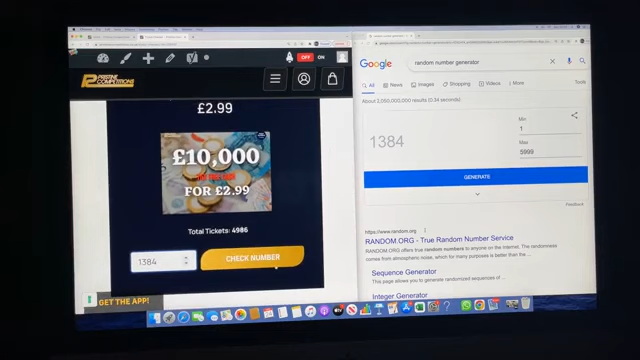 OFF ON
PRISTINE
COMPETITIONS
£2.99
£10,000
FOR £2.99
Total Tickets: 4986
1384
CHECK NUMBER
GET THE APP!
Google
random number generator
All
News
Images
Shopping
Videos
More
Tools
1384
Min
1
Max
5999
GENERATE
Feedback
https://www.random.org
RANDOM.ORG - True Random Number Service
RANDOM.ORG offers true random numbers to anyone on the Internet. The randomness
comes from atmospheric noise, which for many purposes is better than the ...
Sequence Generator
This page allows you to generate randomized sequences of ...
Integer Generator